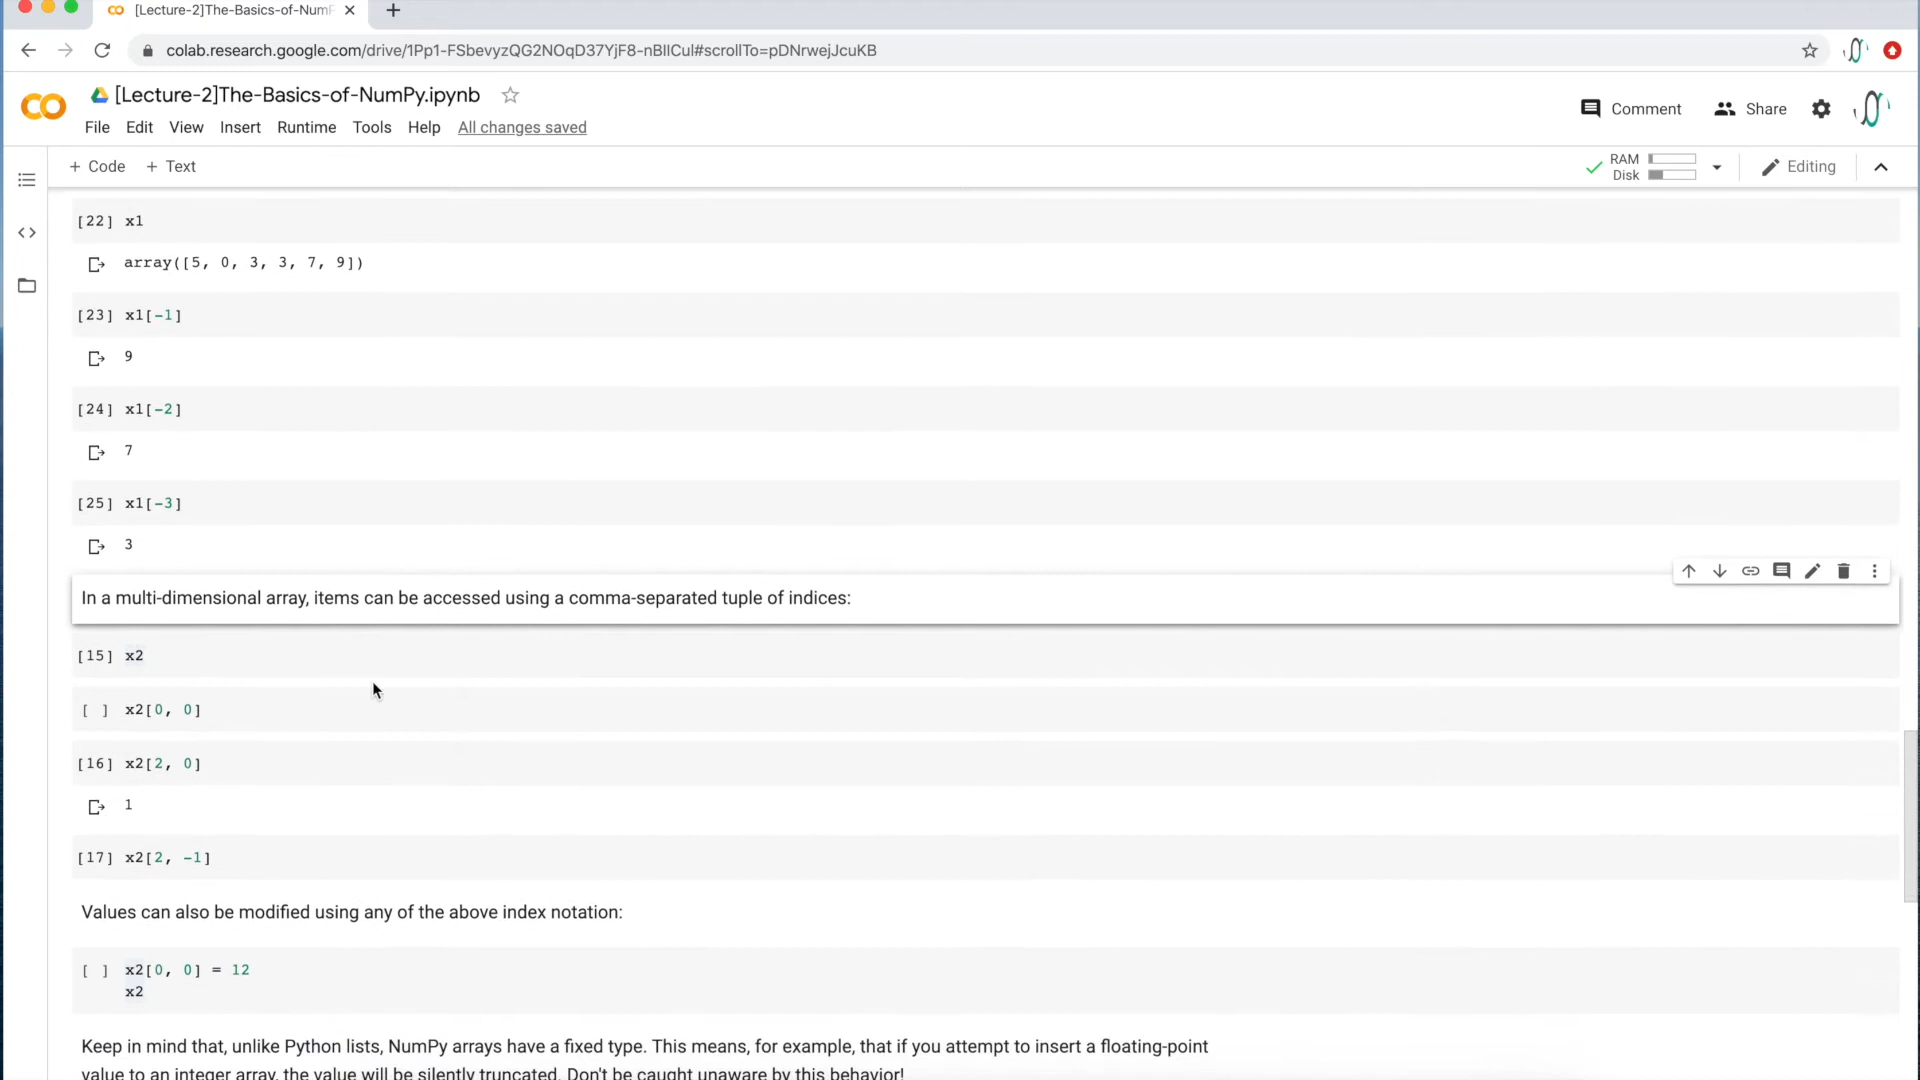 [Lecture-2]The-Basics-of-NumP
colab.research.google.com/drive/1Pp1-FSbevyzQG2NOqD37YjF8-nBIlCul#scrollTo=pDNrwejJcuKB
[Lecture-2]The-Basics-of-NumPy.ipynb
Comment Share
File Edit View Insert Runtime Tools Help All changes saved
+ Code + Text
RAM
Disk
Editing
[22] x1
array([5, 0, 3, 3, 7, 9])
[23] x1[-1]
9
[24] x1[-2]
7
[25] x1[-3]
3
In a multi-dimensional array, items can be accessed using a comma-separated tuple of indices:
[15] x2
[ ] x2[0, 0]
[16] x2[2, 0]
1
[17] x2[2, -1]
Values can also be modified using any of the above index notation:
[ ] x2[0, 0] = 12
x2
Keep in mind that, unlike Python lists, NumPy arrays have a fixed type. This means, for example, that if you attempt to insert a floating-point
value to an integer array, the value will be silently truncated. Don't be caught unaware by this behavior!